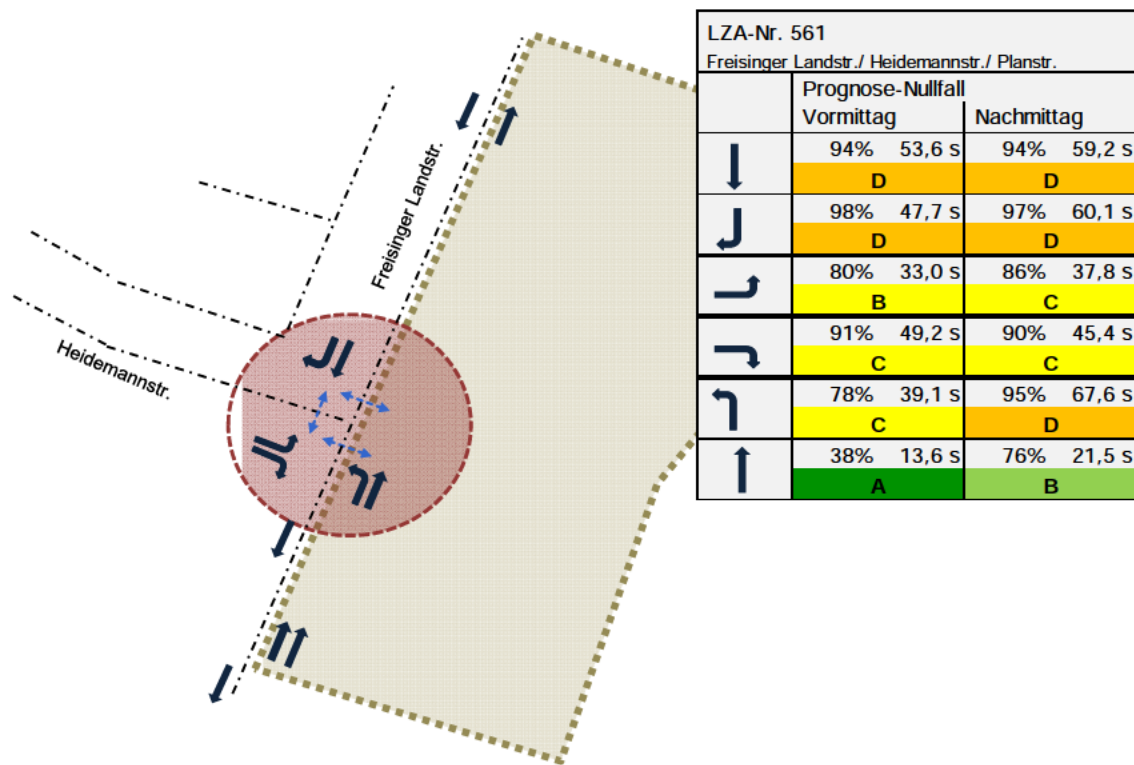 LZA-Nr. 561
Freisinger Landstr./ Heidemannstr./ Planstr.
Prognose-Nullfall
Vormittag Nachmittag
94% 53,6 s 94% 59,2 s
D D
98% 47,7 s 97% 60,1 s
D D
80% 33,0 s 86% 37,8 s
B C
91% 49,2 s 90% 45,4 s
C C
78% 39,1 s 95% 67,6 s
C D
38% 13,6 s 76% 21,5 s
A B
Freisinger Landstr.
Heidemannstr.